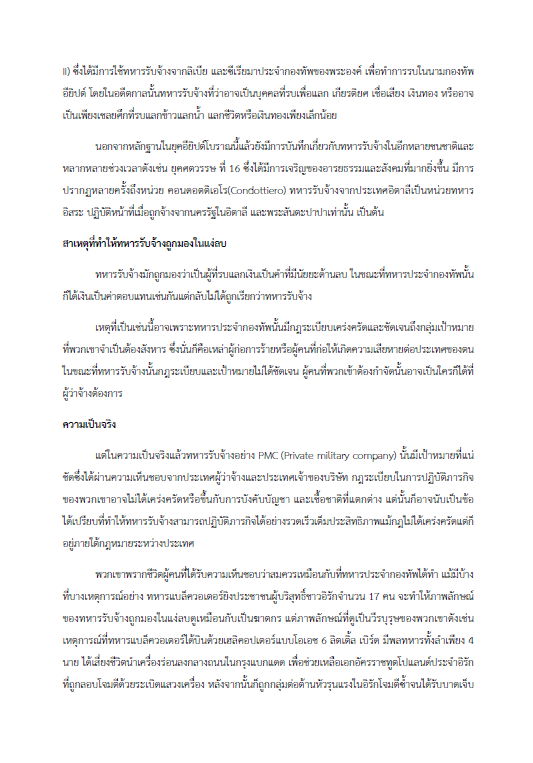 II) ซึ่งได้มีการใช้ทหารรับจ้างจากลิเบีย และซีเรียมาประจำกองทัพของพระองค์ เพื่อทำการรบในนามกองทัพ
อียิปต์ โดยในอดีตกาลนั้นทหารรับจ้างที่ว่าอาจเป็นบุคคลที่รบเพื่อแลก เกียรติยศ เชื่อเสียง เงินทอง หรืออาจ
เป็นเพียงเชลยศึกที่รบแลกข้าวแลกน้ำ แลกชีวิตหรือเงินทองเพียงเล็กน้อย
นอกจากหลักฐานในยุคอียิปต์โบราณนี้แล้วยังมีการบันทึกเกี่ยวกับทหารรับจ้างในอีกหลายชนชาติและ
หลากหลายช่วงเวลาดังเช่น ยุคศตวรรษ ที่ 16 ซึ่งได้มีการเจริญของอารยธรรมและสังคมที่มากยิ่งขึ้น มีการ
ปรากฏหลายครั้งถึงหน่วย คอนดอตติเอโร(Condottiero) ทหารรับจ้างจากประเทศอิตาลีเป็นหน่วยทหาร
อิสระ ปฏิบัติหน้าที่เมื่อถูกจ้างจากนครรัฐในอิตาลี และพระสันตะปาปาเท่านั้น เป็นต้น
สาเหตุที่ทำให้ทหารรับจ้างถูกมองในแง่ลบ
ทหารรับจ้างมักถูกมองว่าเป็นผู้ที่รบแลกเงินเป็นคำที่มีนัยยะด้านลบ ในขณะที่ทหารประจำกองทัพนั้น
ก็ได้เงินเป็นค่าตอบแทนเช่นกันแต่กลับไม่ได้ถูกเรียกว่าทหารรับจ้าง
เหตุที่เป็นเช่นนี้อาจเพราะทหารประจำกองทัพนั้นมีกฎระเบียบเคร่งครัดและชัดเจนถึงกลุ่มเป้าหมาย
ที่พวกเขาจำเป็นต้องสังหาร ซึ่งนั่นก็คือเหล่าผู้ก่อการร้ายหรือผู้คนที่ก่อให้เกิดความเสียหายต่อประเทศของตน
ในขณะที่ทหารรับจ้างนั้นกฎระเบียบและเป้าหมายไม่ได้ชัดเจน ผู้คนที่พวกเข้าต้องกำจัดนั้นอาจเป็นใครก็ได้ที่
ผู้ว่าจ้างต้องการ
ความเป็นจริง
แต่ในความเป็นจริงแล้วทหารรับจ้างอย่าง PMC (Private military company) นั้นมีเป้าหมายที่แน่
ชัดซึ่งได้ผ่านความเห็นชอบจากประเทศผู้ว่าจ้างและประเทศเจ้าของบริษัท กฎระเบียบในการปฏิบัติภารกิจ
ของพวกเขาอาจไม่ได้เคร่งครัดหรือขึ้นกับการบังคับบัญชา และเชื้อชาติที่แตกต่าง แต่นั้นก็อาจนับเป็นข้อ
ได้เปรียบที่ทำให้ทหารรับจ้างสามารถปฏิบัติภารกิจได้อย่างรวดเร็วเต็มประสิทธิภาพแม้กฎไม่ได้เคร่งครัดแต่ก็
อยู่ภายใต้กฎหมายระหว่างประเทศ
พวกเขาพรากชีวิตผู้คนที่ได้รับความเห็นชอบว่าสมควรเหมือนกับที่ทหารประจำกองทัพได้ทำ แม้มีบ้าง
ที่บางเหตุการณ์อย่าง ทหารแบล็ควอเตอร์ยิงประชาชนผู้บริสุทธิ์ชาวอิรักจำนวน 17 คน จะทำให้ภาพลักษณ์
ของทหารรับจ้างถูกมองในแง่ลบดูเหมือนกับเป็นฆาตกร แต่ภาพลักษณ์ที่ดูเป็นวีรบุรุษของพวกเขาดังเช่น
เหตุการณ์ที่ทหารแบล็ควอเตอร์ได้บินด้วยเฮลิคอปเตอร์แบบโอเอช 6 ลิตเติ้ล เบิร์ด มีพลทหารทั้งลำเพียง 4
นาย ได้เสี่ยงชีวิตนำเครื่องร่อนลงกลางถนนในกรุงแบกแดด เพื่อช่วยเหลือเอกอัครราชทูตโปแลนด์ประจำอิรัก
ที่ถูกลอบโจมตีด้วยระเบิดแสวงเครื่อง หลังจากนั้นก็ถูกกลุ่มต่อต้านหัวรุนแรงในอิรักโจมตีซ้ำจนได้รับบาดเจ็บ